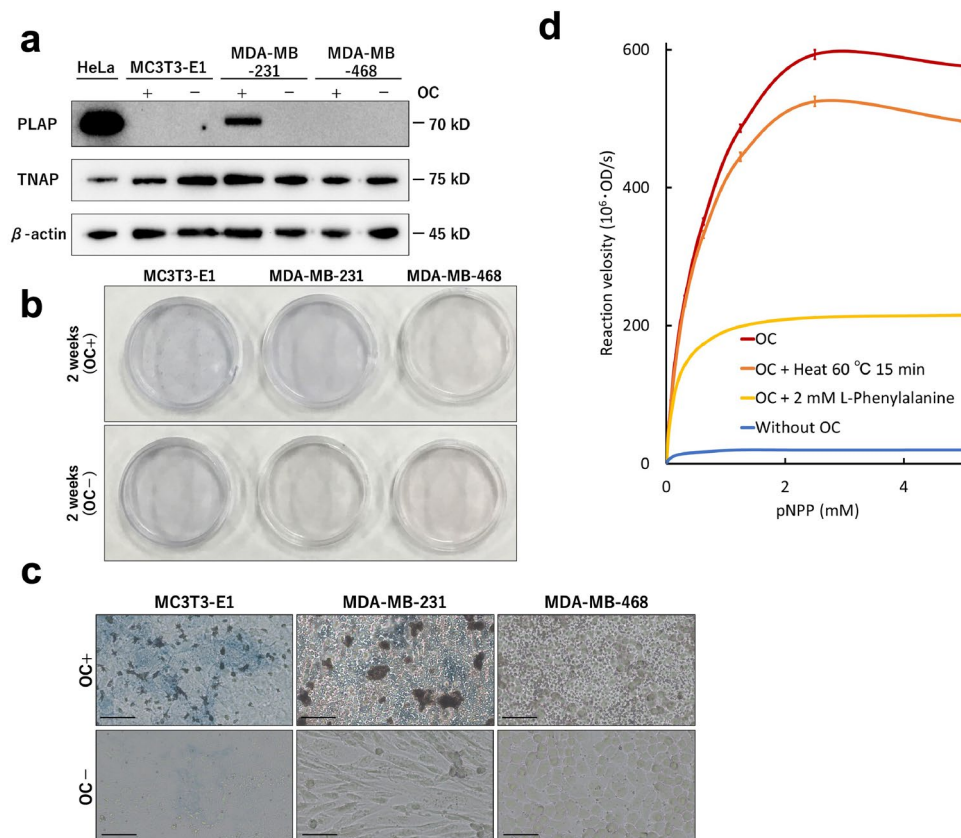 a
HeLa MC3T3-E1 MDA-MB-231 MDA-MB-468
+ − + − + − OC
PLAP − 70 kD
TNAP − 75 kD
β-actin − 45 kD
b
MC3T3-E1 MDA-MB-231 MDA-MB-468
2 weeks (OC+)
2 weeks (OC−)
c
MC3T3-E1 MDA-MB-231 MDA-MB-468
OC+
OC−
d
Reaction velosity (10⁶·OD/s)
600
400
200
0
OC
OC + Heat 60 ℃ 15 min
OC + 2 mM L-Phenylalanine
Without OC
0 2 4
pNPP (mM)